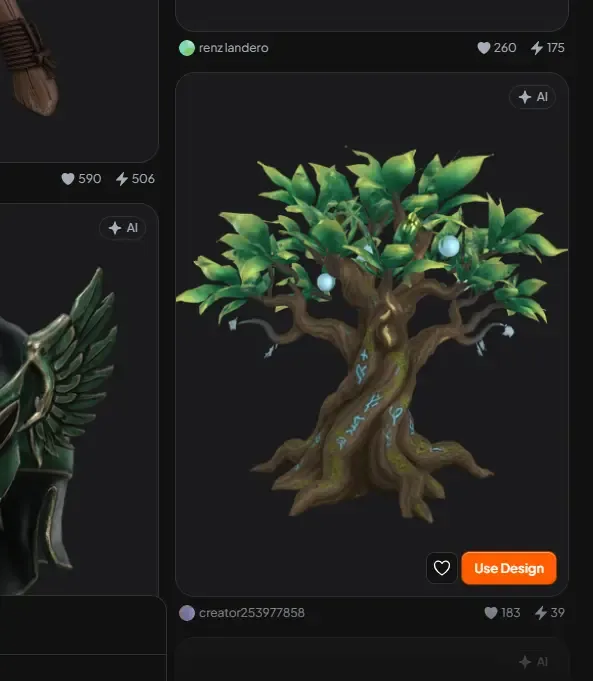 renz landero
260
175
AI
590
506
AI
Use Design
creator253977858
183
39
AI